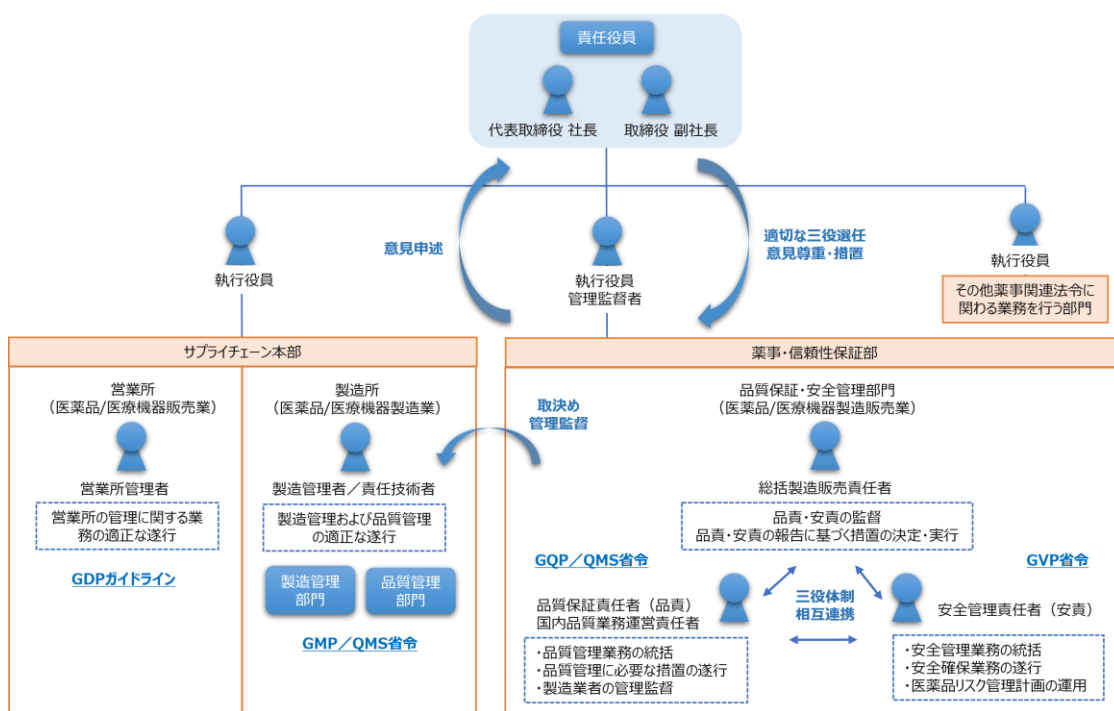 責任役員
代表取締役 社長
取締役 副社長
意見申述
適切な三役選任
意見尊重・措置
執行役員
執行役員
管理監督者
執行役員
その他薬事関連法令に
関わる業務を行う部門
サプライチェーン本部
営業所
（医薬品/医療機器販売業）
営業所管理者
営業所の管理に関する業
務の適正な遂行
GDPガイドライン
製造所
（医薬品/医療機器製造業）
製造管理者／責任技術者
製造管理および品質管理
の適正な遂行
製造管理
部門
品質管理
部門
GMP／QMS省令
取決め
管理監督
薬事・信頼性保証部
品質保証・安全管理部門
（医薬品/医療機器製造販売業）
総括製造販売責任者
品責・安責の監督
品責・安責の報告に基づく措置の決定・実行
GQP／QMS省令
GVP省令
三役体制
相互連携
品質保証責任者（品責）
国内品質業務運営責任者
・品質管理業務の統括
・品質管理に必要な措置の遂行
・製造業者の管理監督
安全管理責任者（安責）
・安全管理業務の統括
・安全確保業務の遂行
・医薬品リスク管理計画の運用